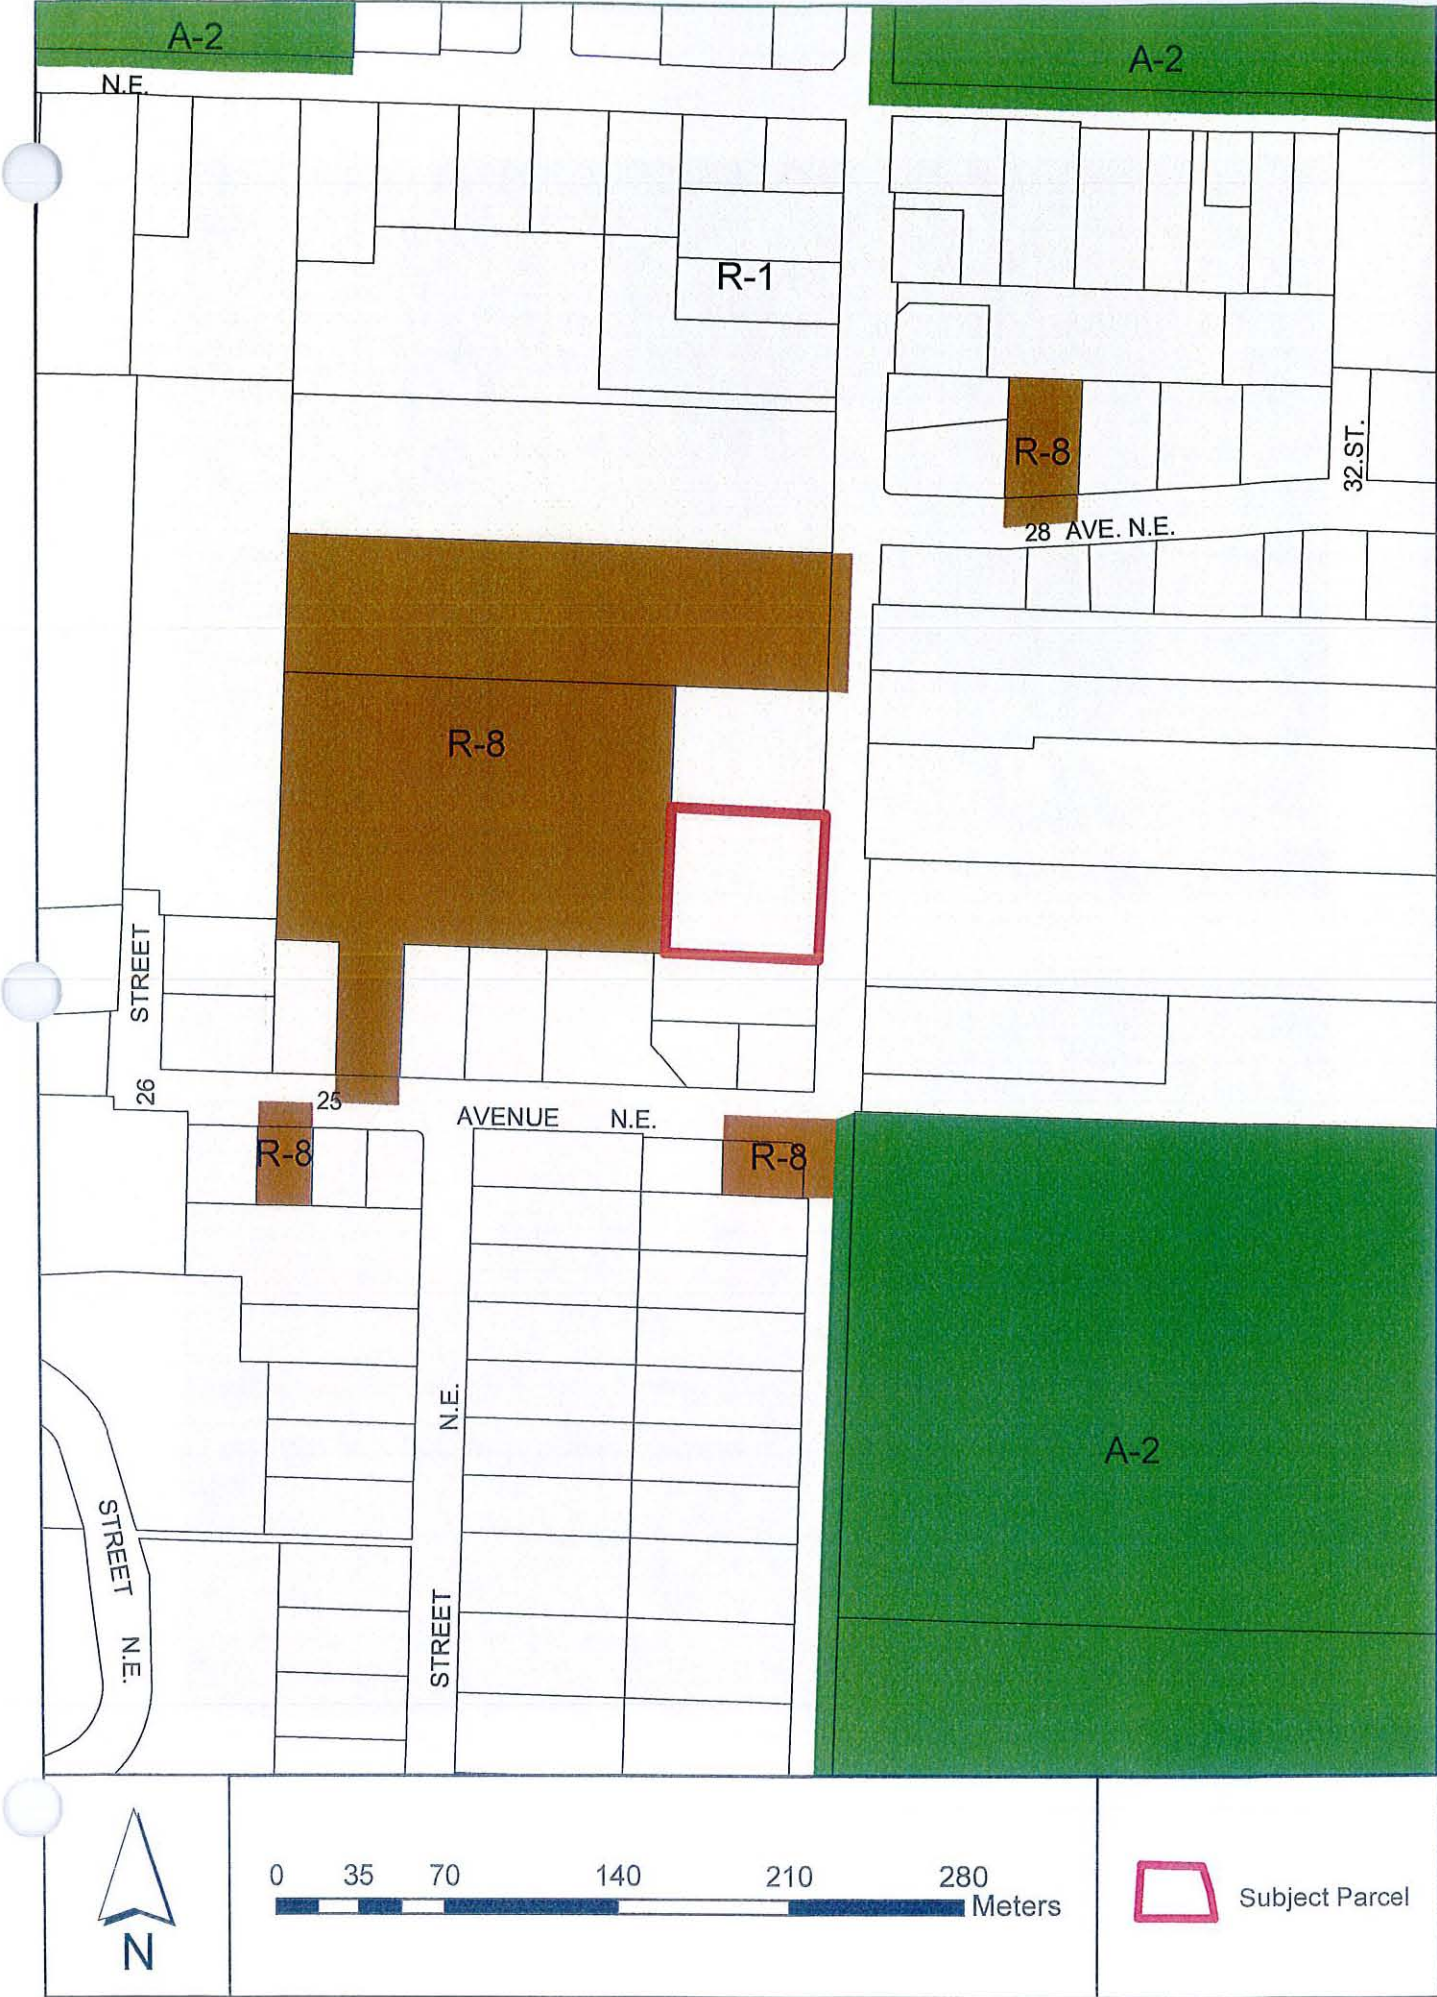 A-2
A-2
N.E.
R-1
R-8
32.ST.
28 AVE. N.E.
R-8
STREET
26
25
AVENUE N.E.
R-8
R-8
N.E.
A-2
STREET
N.E.
STREET
0 35 70 140 210 280
Meters
Subject Parcel
N